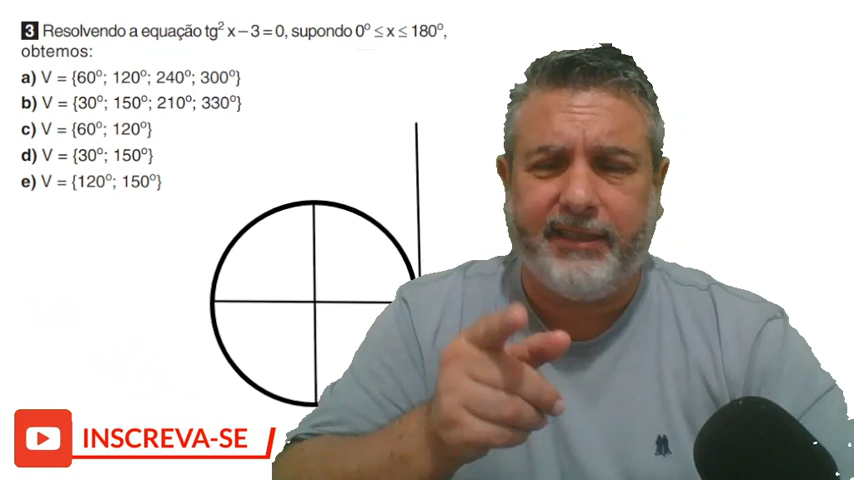 3 Resolvendo a equação tg² x – 3 = 0, supondo 0º ≤ x ≤ 180º,
obtemos:
a) V = {60º; 120º; 240º; 300º}
b) V = {30º; 150º; 210º; 330º}
c) V = {60º; 120º}
d) V = {30º; 150º}
e) V = {120º; 150º}
INSCREVA-SE